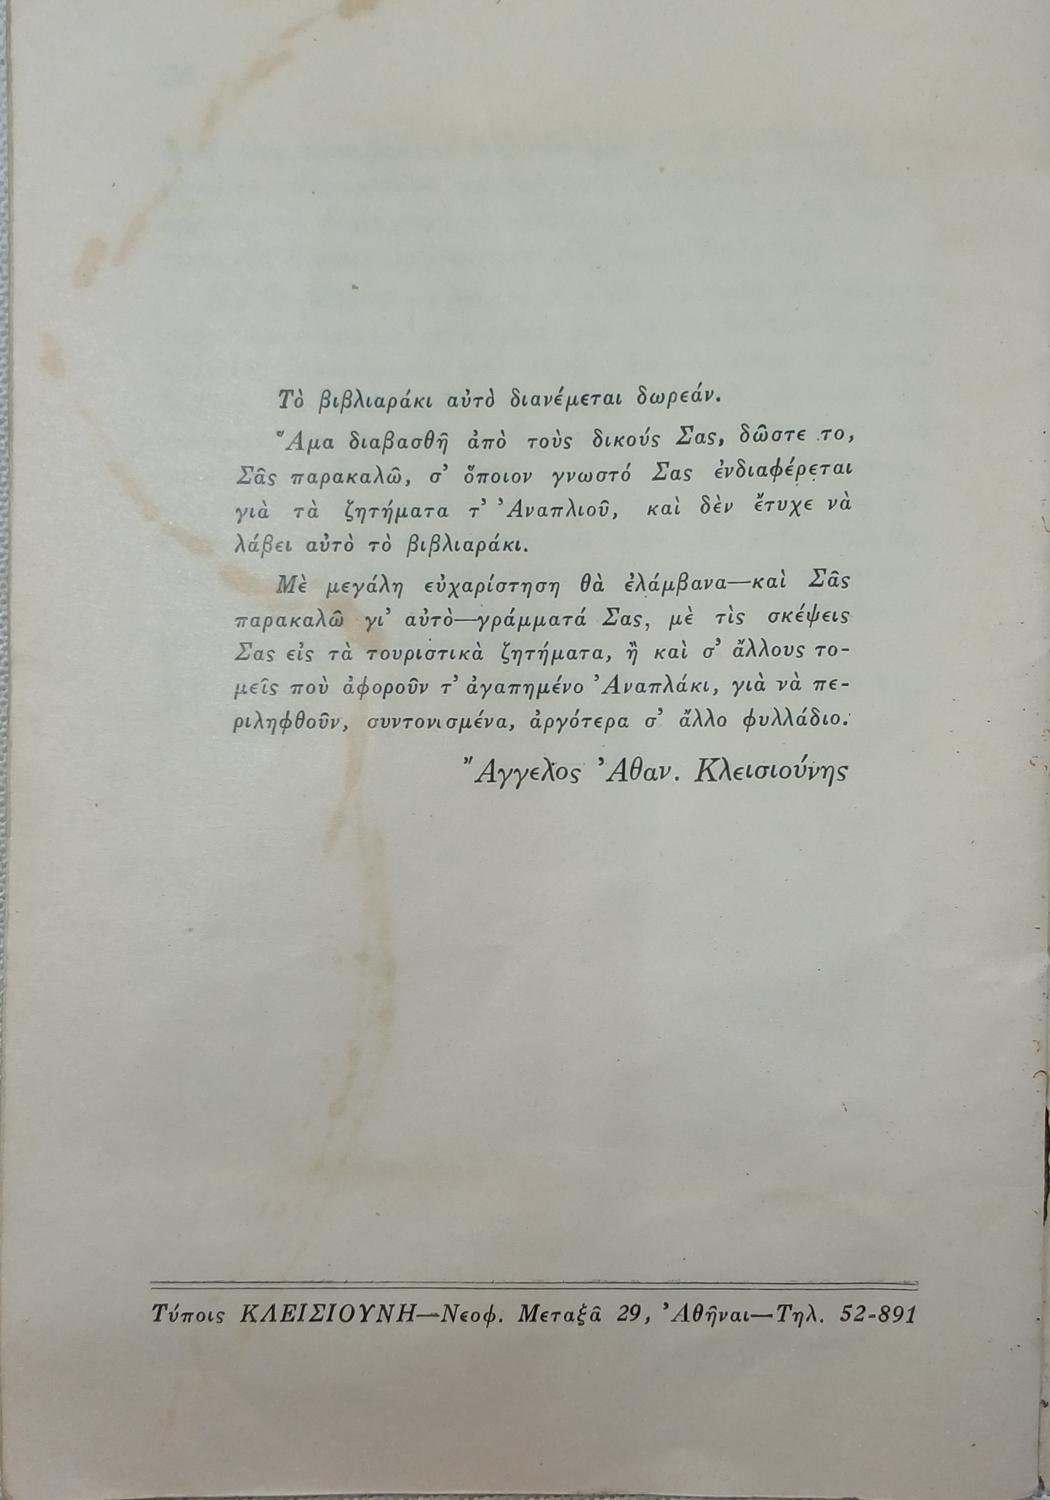 Τὸ βιβλιαράκι αὐτὸ διανέμεται δωρεάν.
Ἅμα διαβασθῆ ἀπὸ τοὺς δικούς Σας, δῶστε το,
Σᾶς παρακαλῶ, σ’ ὅποιον γνωστό Σας ἐνδιαφέρεται
γιὰ τὰ ζητήματα τ’ Ἀναπλιοῦ, καὶ δὲν ἔτυχε νὰ
λάβει αὐτὸ τὸ βιβλιαράκι.
Μὲ μεγάλη εὐχαρίστηση θὰ ἐλάμβανα—καὶ Σᾶς
παρακαλῶ γι’ αὐτὸ—γράμματά Σας, μὲ τὶς σκέψεις
Σας εἰς τὰ τουριστικὰ ζητήματα, ἢ καὶ σ’ ἄλλους το-
μεῖς ποὺ ἀφοροῦν τ’ ἀγαπημένο Ἀναπλάκι, γιὰ νὰ πε-
ριληφθοῦν, συντονισμένα, ἀργότερα σ’ ἄλλο φυλλάδιο.
Ἄγγελος Ἀθαν. Κλεισιούνης
Τύποις ΚΛΕΙΣΙΟΥΝΗ—Νεοφ. Μεταξᾶ 29, Ἀθῆναι—Τηλ. 52-891